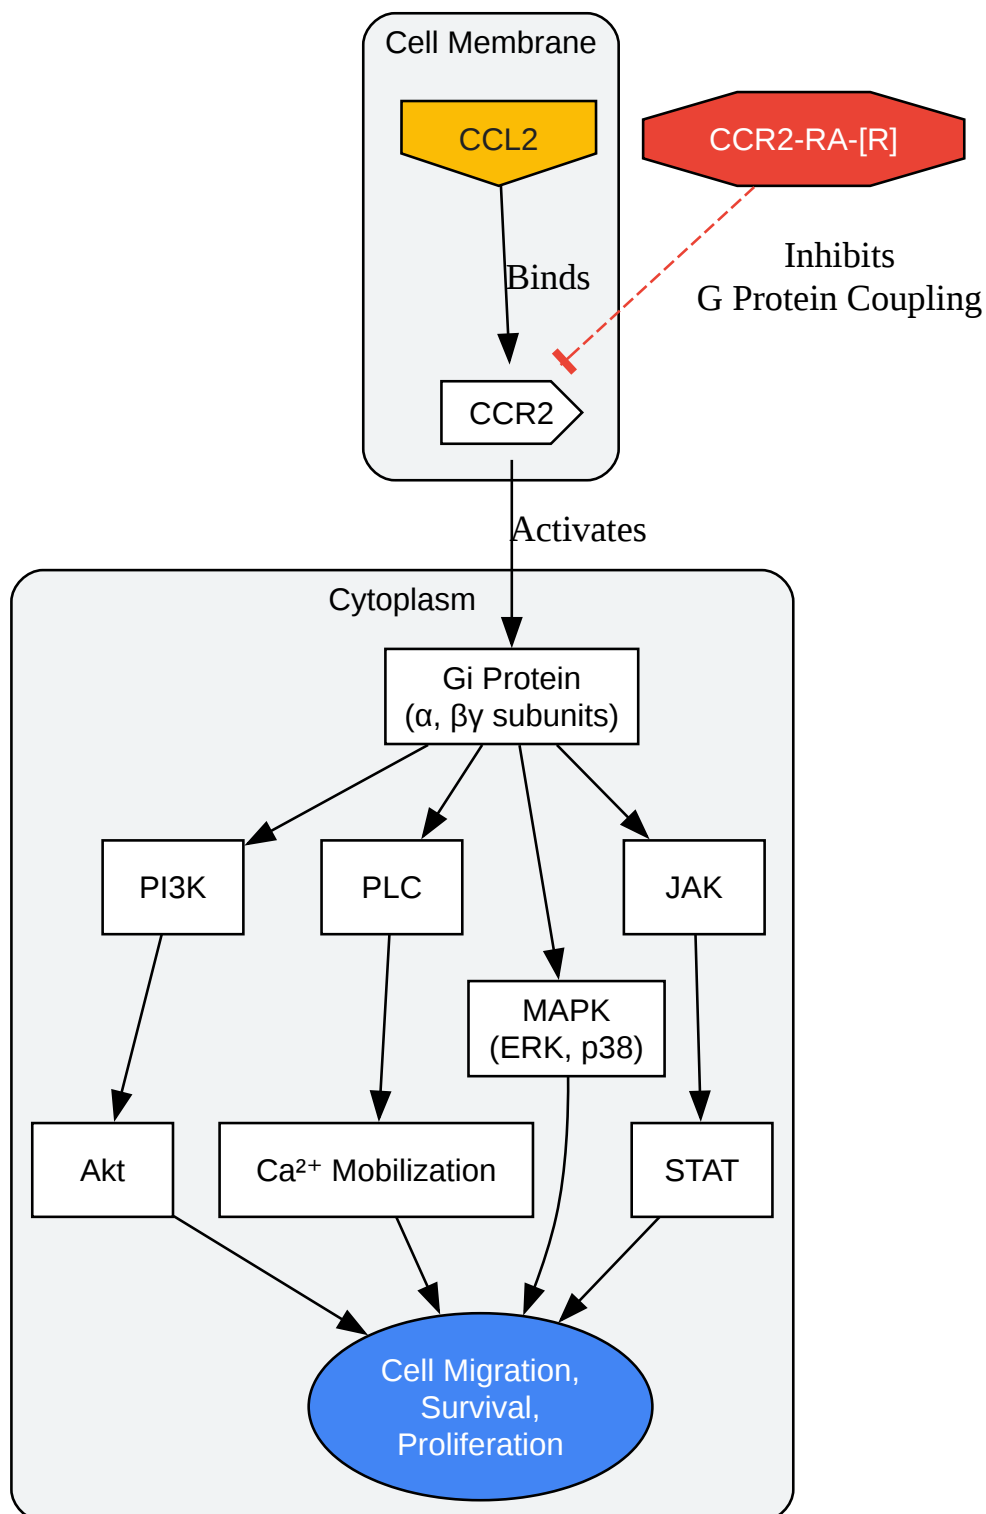 Cell Membrane
CCL2
CCR2-RA-[R]
Binds
Inhibits
G Protein Coupling
CCR2
Activates
Cytoplasm
Gi Protein
(α, βγ subunits)
PI3K
PLC
JAK
MAPK
(ERK, p38)
Akt
Ca²⁺ Mobilization
STAT
Cell Migration,
Survival,
Proliferation